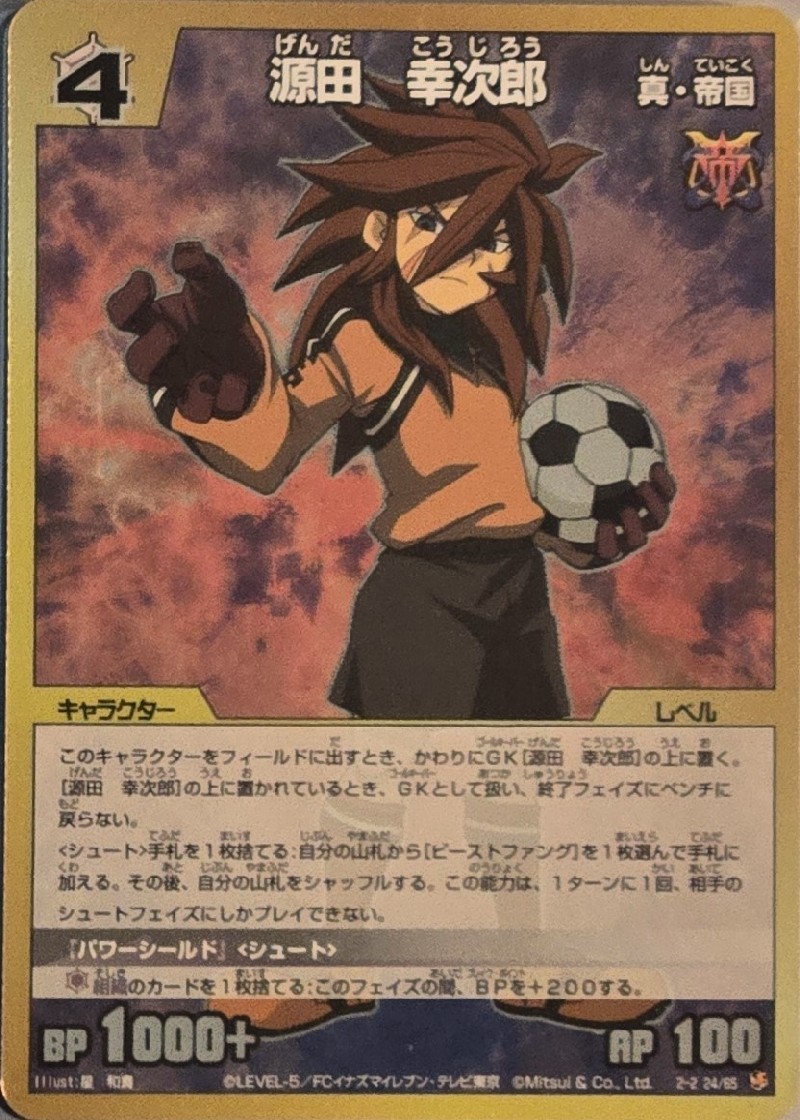 4
げんだ こうじろう
源田 幸次郎
しん ていこく
真・帝国
キャラクター
レベル
このキャラクターをフィールドに出すとき、かわりにGK[源田 幸次郎]の上に置く。
[源田 幸次郎]の上に置かれているとき、GKとして扱い、終了フェイズにベンチに
戻らない。
<シュート>手札を1枚捨てる:自分の山札から[ビーストファング]を1枚選んで手札に
加える。その後、自分の山札をシャッフルする。この能力は、1ターンに1回、相手の
シュートフェイズにしかプレイできない。
『パワーシールド』<シュート>
組織のカードを1枚捨てる:このフェイズの間、BPを+200する。
BP 1000+
RP 100
Illust:星 和真
©LEVEL-5/FCイナズマイレブン・テレビ東京 ©Mitsui & Co., Ltd. 2-2 24/65